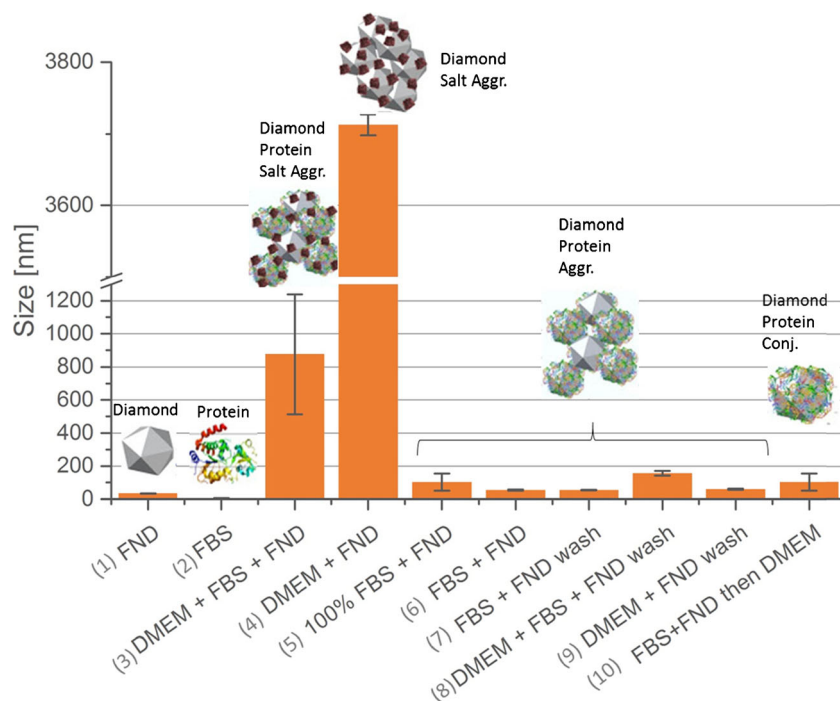 3800
3600
1200
1000
800
600
400
200
0
Size [nm]
Diamond
Salt Aggr.
Diamond
Protein
Salt Aggr.
Diamond
Protein
Aggr.
Diamond
Protein
Conj.
Diamond
Protein
(1) FND
(2) FBS
(3) DMEM + FBS + FND
(4) DMEM + FND
(5) 100% FBS + FND
(6) FBS + FND
(7) FBS + FND wash
(8) DMEM + FBS + FND wash
(9) DMEM + FND wash
(10) FBS+FND then DMEM